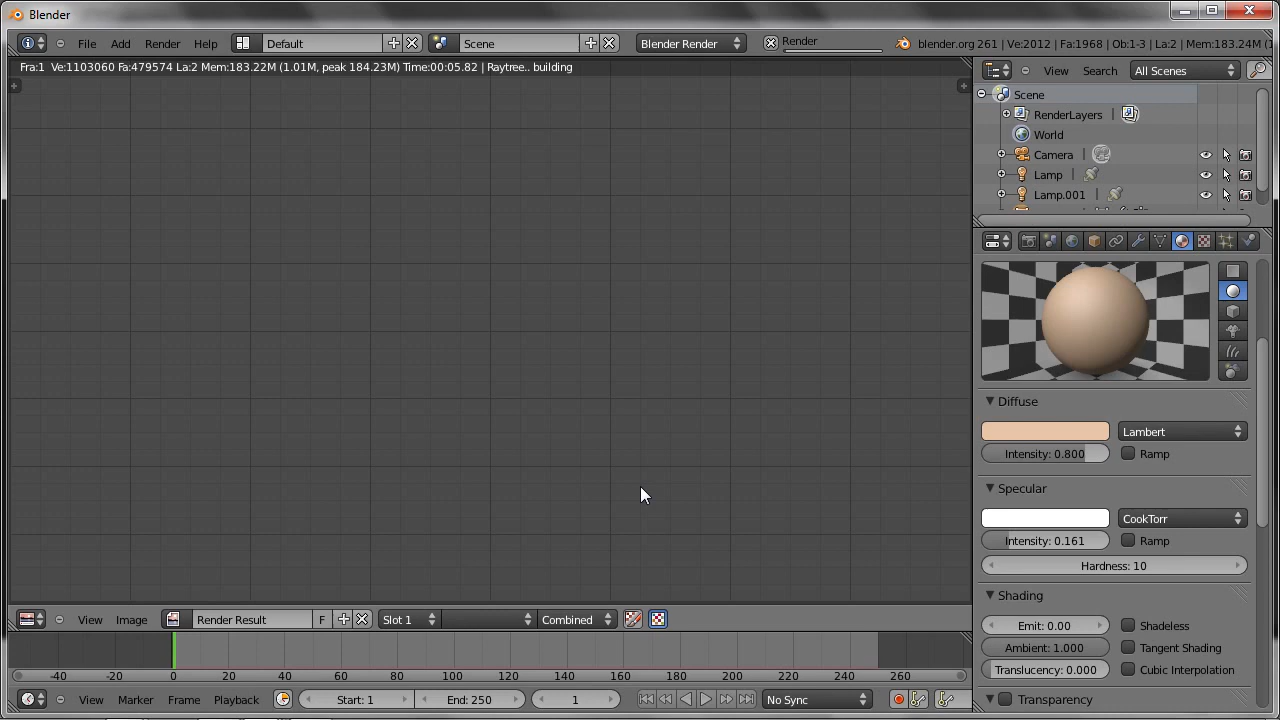 Blender
File Add Render Help Default Scene Blender Render Render blender.org 261 | Ve:2012 | Fa:1968 | Ob:1-3 | La:2 | Mem:183.24M (1
Fra:1 Ve:1103060 Fa:479574 La:2 Mem:183.22M (1.01M, peak 184.23M) Time:00:05.82 | Raytree.. building
View Search All Scenes
Scene
RenderLayers
World
Camera
Lamp
Lamp.001
Diffuse
Lambert
Intensity: 0.800 Ramp
Specular
CookTorr
Intensity: 0.161 Ramp
Hardness: 10
Shading
Emit: 0.00 Shadeless
Ambient: 1.000 Tangent Shading
Translucency: 0.000 Cubic Interpolation
Transparency
View Image Render Result F Slot 1 Combined
-40 -20 0 20 40 60 80 100 120 140 160 180 200 220 240 260
View Marker Frame Playback Start: 1 End: 250 1 No Sync